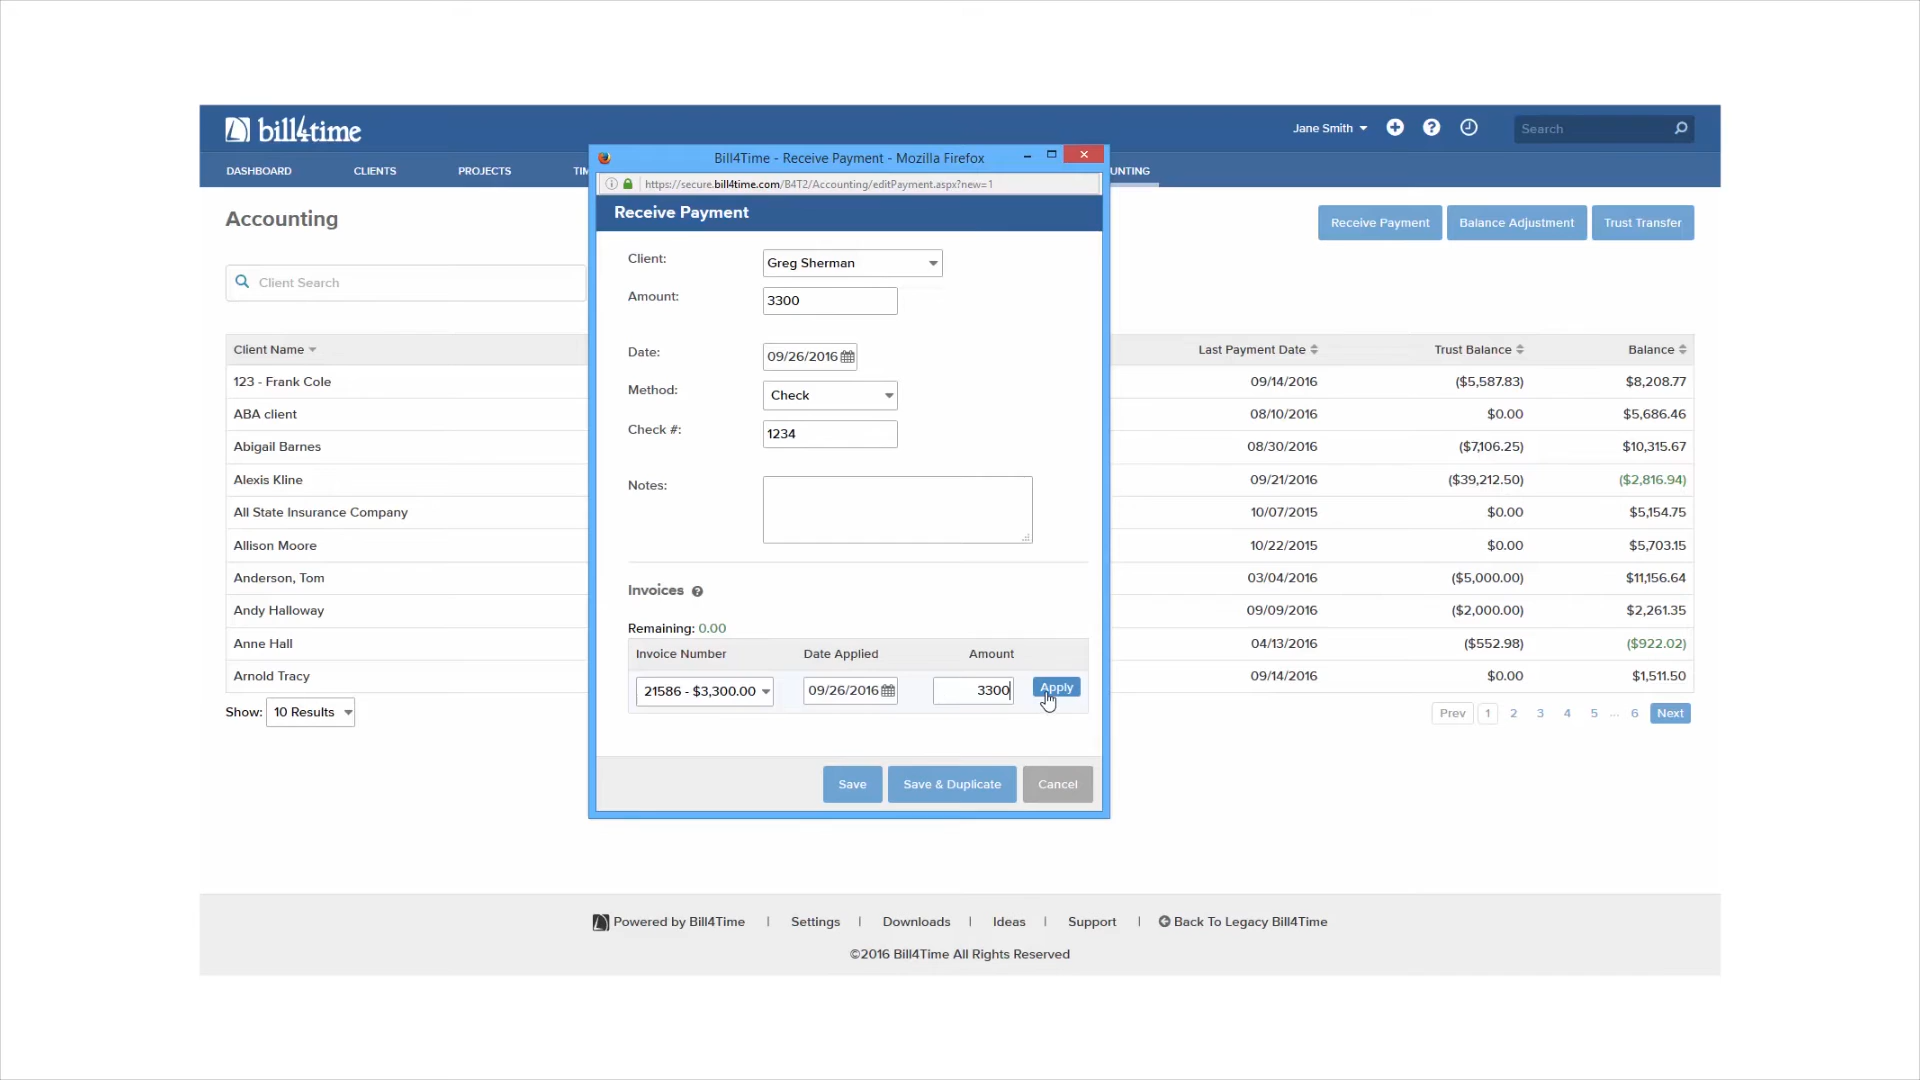 bill4time
Jane Smith
Search
DASHBOARD CLIENTS PROJECTS TIM UNTING
Bill4Time - Receive Payment - Mozilla Firefox
https://secure.bill4time.com/B4T2/Accounting/editPayment.aspx?new=1
Accounting
Receive Payment Balance Adjustment Trust Transfer
Client Search
Client Name Last Payment Date Trust Balance Balance
123 - Frank Cole 09/14/2016 ($5,587.83) $8,208.77
ABA client 08/10/2016 $0.00 $5,686.46
Abigail Barnes 08/30/2016 ($7,106.25) $10,315.67
Alexis Kline 09/21/2016 ($39,212.50) ($2,816.94)
All State Insurance Company 10/07/2015 $0.00 $5,154.75
Allison Moore 10/22/2015 $0.00 $5,703.15
Anderson, Tom 03/04/2016 ($5,000.00) $11,156.64
Andy Halloway 09/09/2016 ($2,000.00) $2,261.35
Anne Hall 04/13/2016 ($552.98) ($922.02)
Arnold Tracy 09/14/2016 $0.00 $1,511.50
Show: 10 Results Prev 1 2 3 4 5 ... 6 Next
Receive Payment
Client: Greg Sherman
Amount: 3300
Date: 09/26/2016
Method: Check
Check #: 1234
Notes:
Invoices
Remaining: 0.00
Invoice Number Date Applied Amount
21586 - $3,300.00 09/26/2016 3300 Apply
Save Save & Duplicate Cancel
Powered by Bill4Time | Settings | Downloads | Ideas | Support | Back To Legacy Bill4Time
©2016 Bill4Time All Rights Reserved